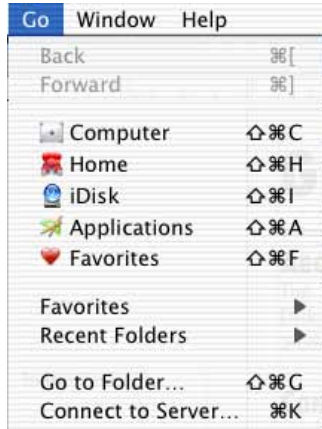 Go Window Help
Back ⌘[
Forward ⌘]
Computer ⇧⌘C
Home ⇧⌘H
iDisk ⇧⌘I
Applications ⇧⌘A
Favorites ⇧⌘F
Favorites
Recent Folders
Go to Folder... ⇧⌘G
Connect to Server... ⌘K